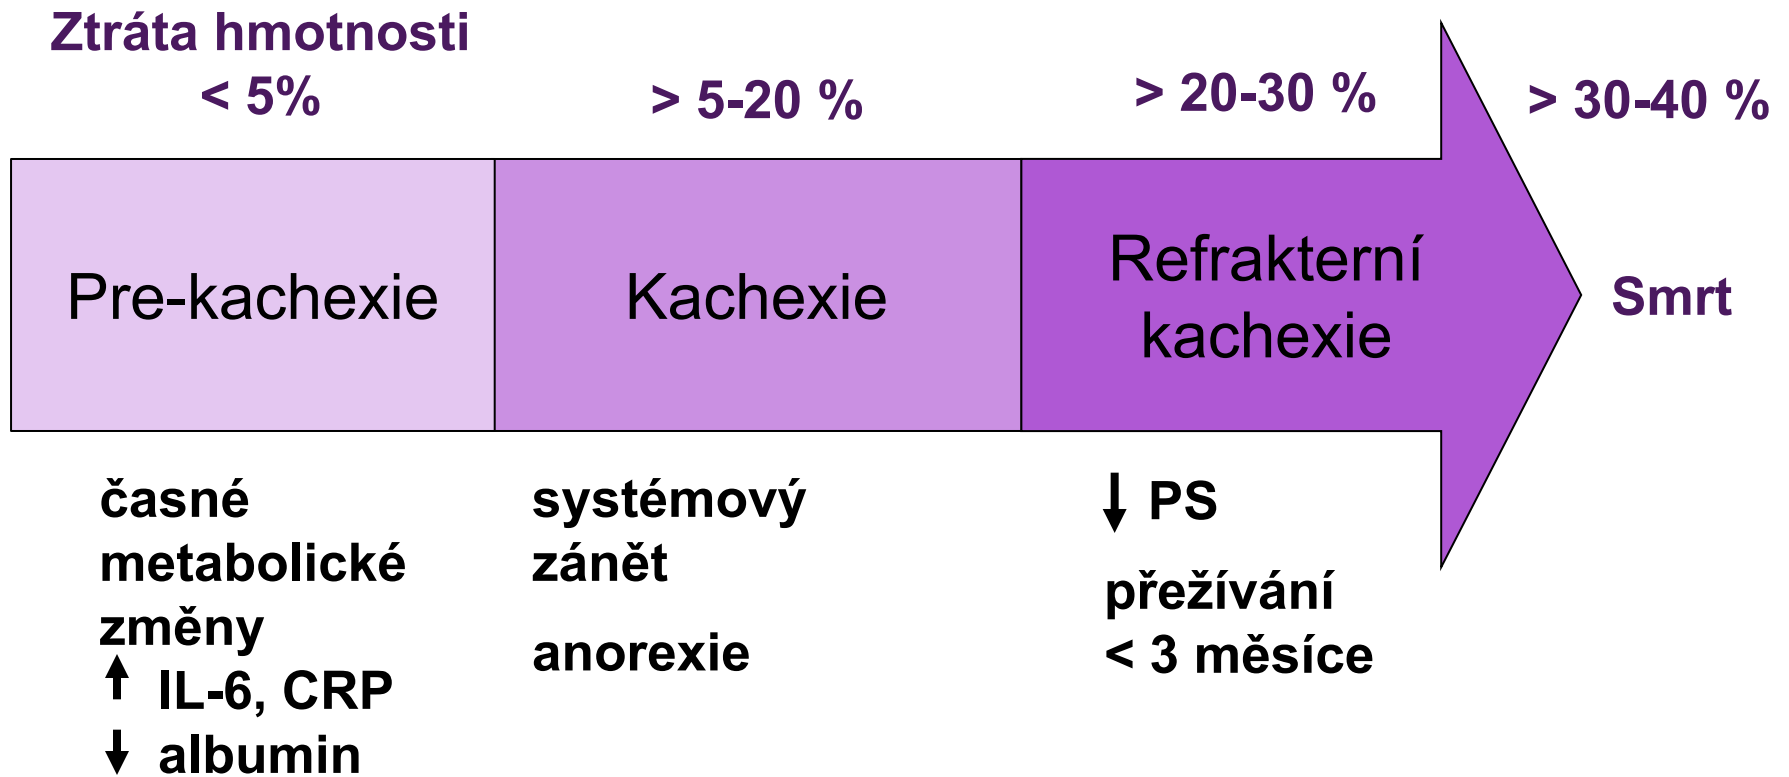 Ztráta hmotnosti
< 5%
> 5-20 %
> 20-30 %
> 30-40 %
Pre-kachexie
Kachexie
Refrakterní
kachexie
Smrt
časné
metabolické
změny
↑ IL-6, CRP
↓ albumin
systémový
zánět
anorexie
↓ PS
přežívání
< 3 měsíce